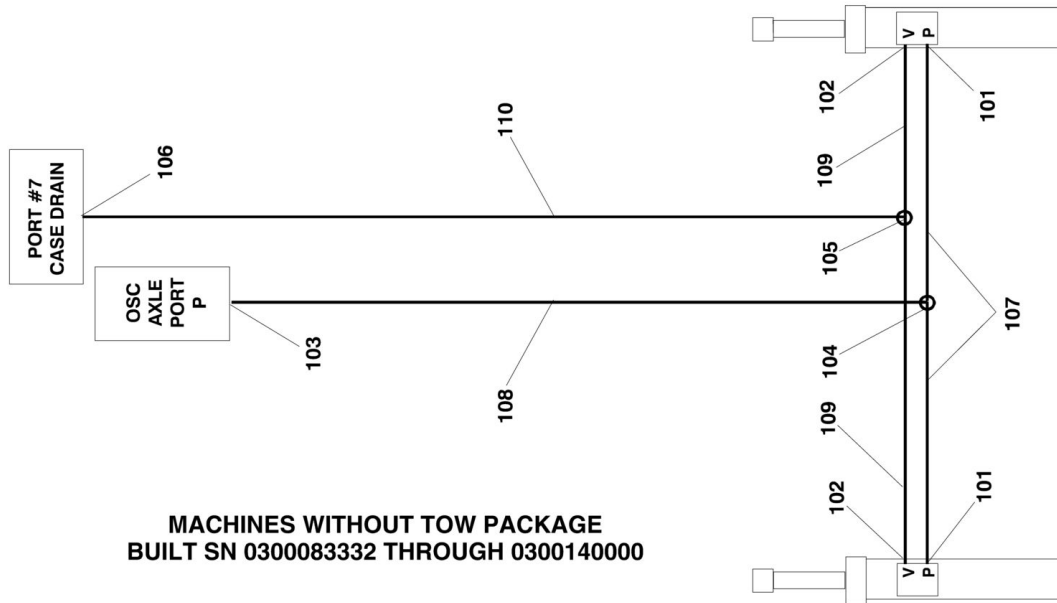 PORT #7
CASE DRAIN
106
OSC
AXLE
PORT
P
103
110
108
V
P
102
101
109
105
104
107
109
102
101
V
P
MACHINES WITHOUT TOW PACKAGE
BUILT SN 0300083332 THROUGH 0300140000